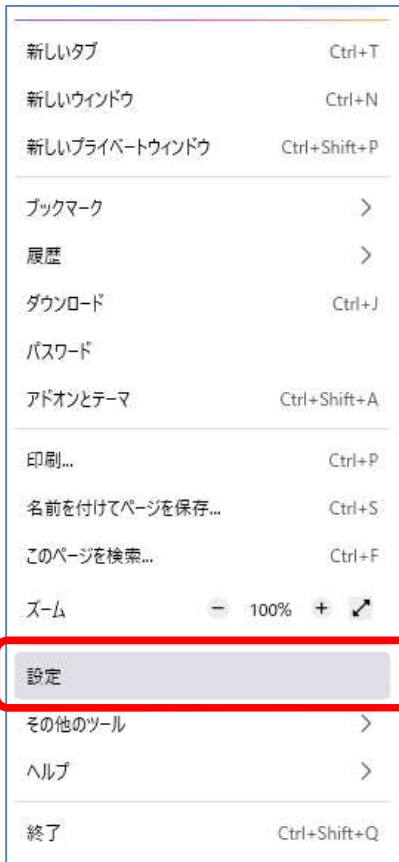 新しいタブ Ctrl+T
新しいウィンドウ Ctrl+N
新しいプライベートウィンドウ Ctrl+Shift+P
ブックマーク >
履歴 >
ダウンロード Ctrl+J
パスワード
アドオンとテーマ Ctrl+Shift+A
印刷... Ctrl+P
名前を付けてページを保存... Ctrl+S
このページを検索... Ctrl+F
ズーム − 100% +
設定
その他のツール >
ヘルプ >
終了 Ctrl+Shift+Q